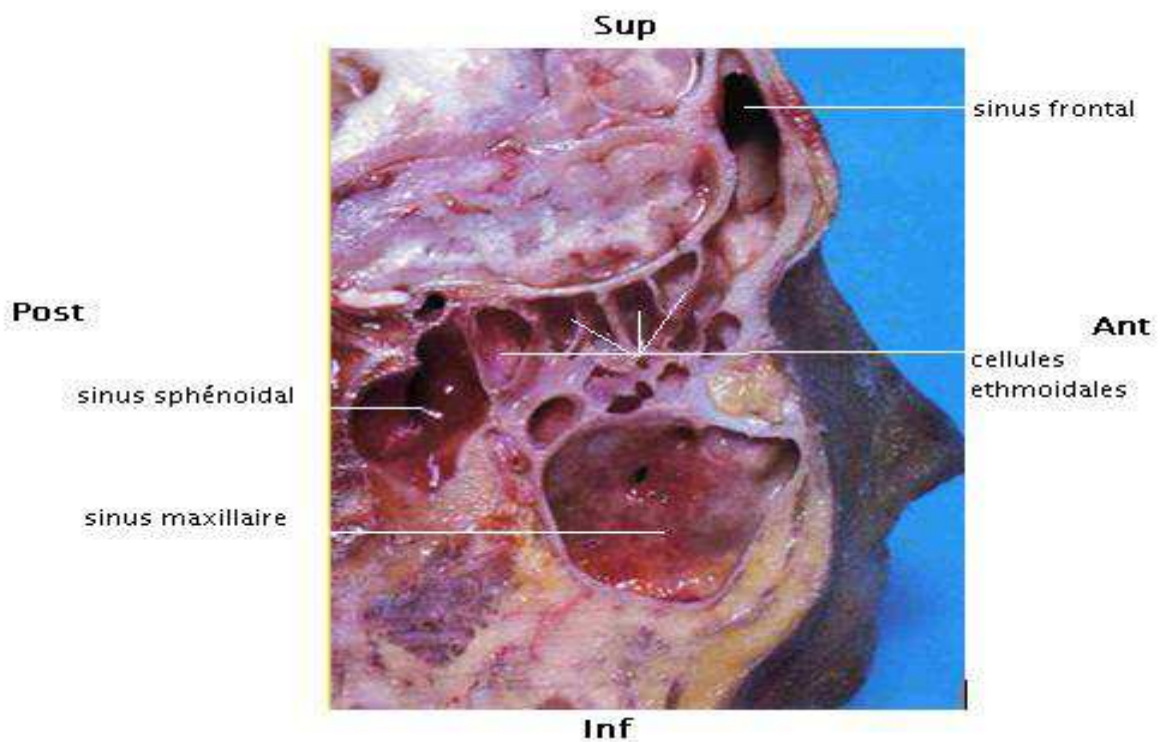 Sup
sinus frontal
Post
Ant
cellules
ethmoidales
sinus sphénoidal
sinus maxillaire
Inf